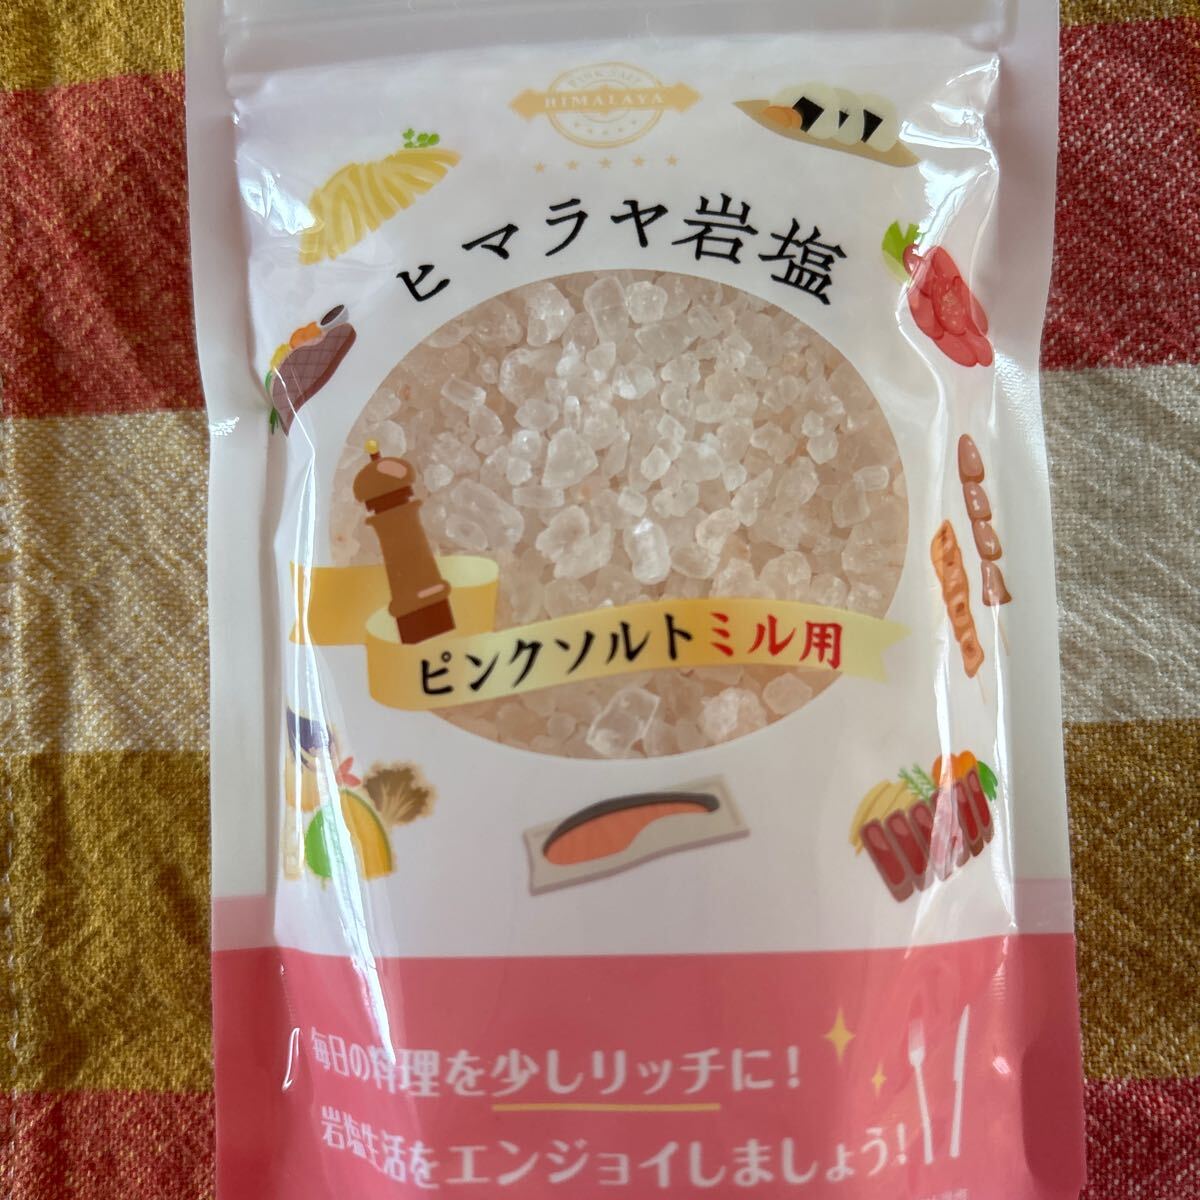 PINK SALT
HIMALAYA
ヒマラヤ岩塩
ピンクソルトミル用
毎日の料理を少しリッチに!
岩塩生活をエンジョイしましょう!